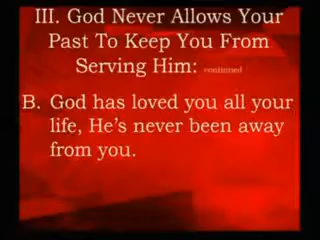 III. God Never Allows Your
Past To Keep You From
Serving Him: continued
B. God has loved you all your
life, He's never been away
from you.